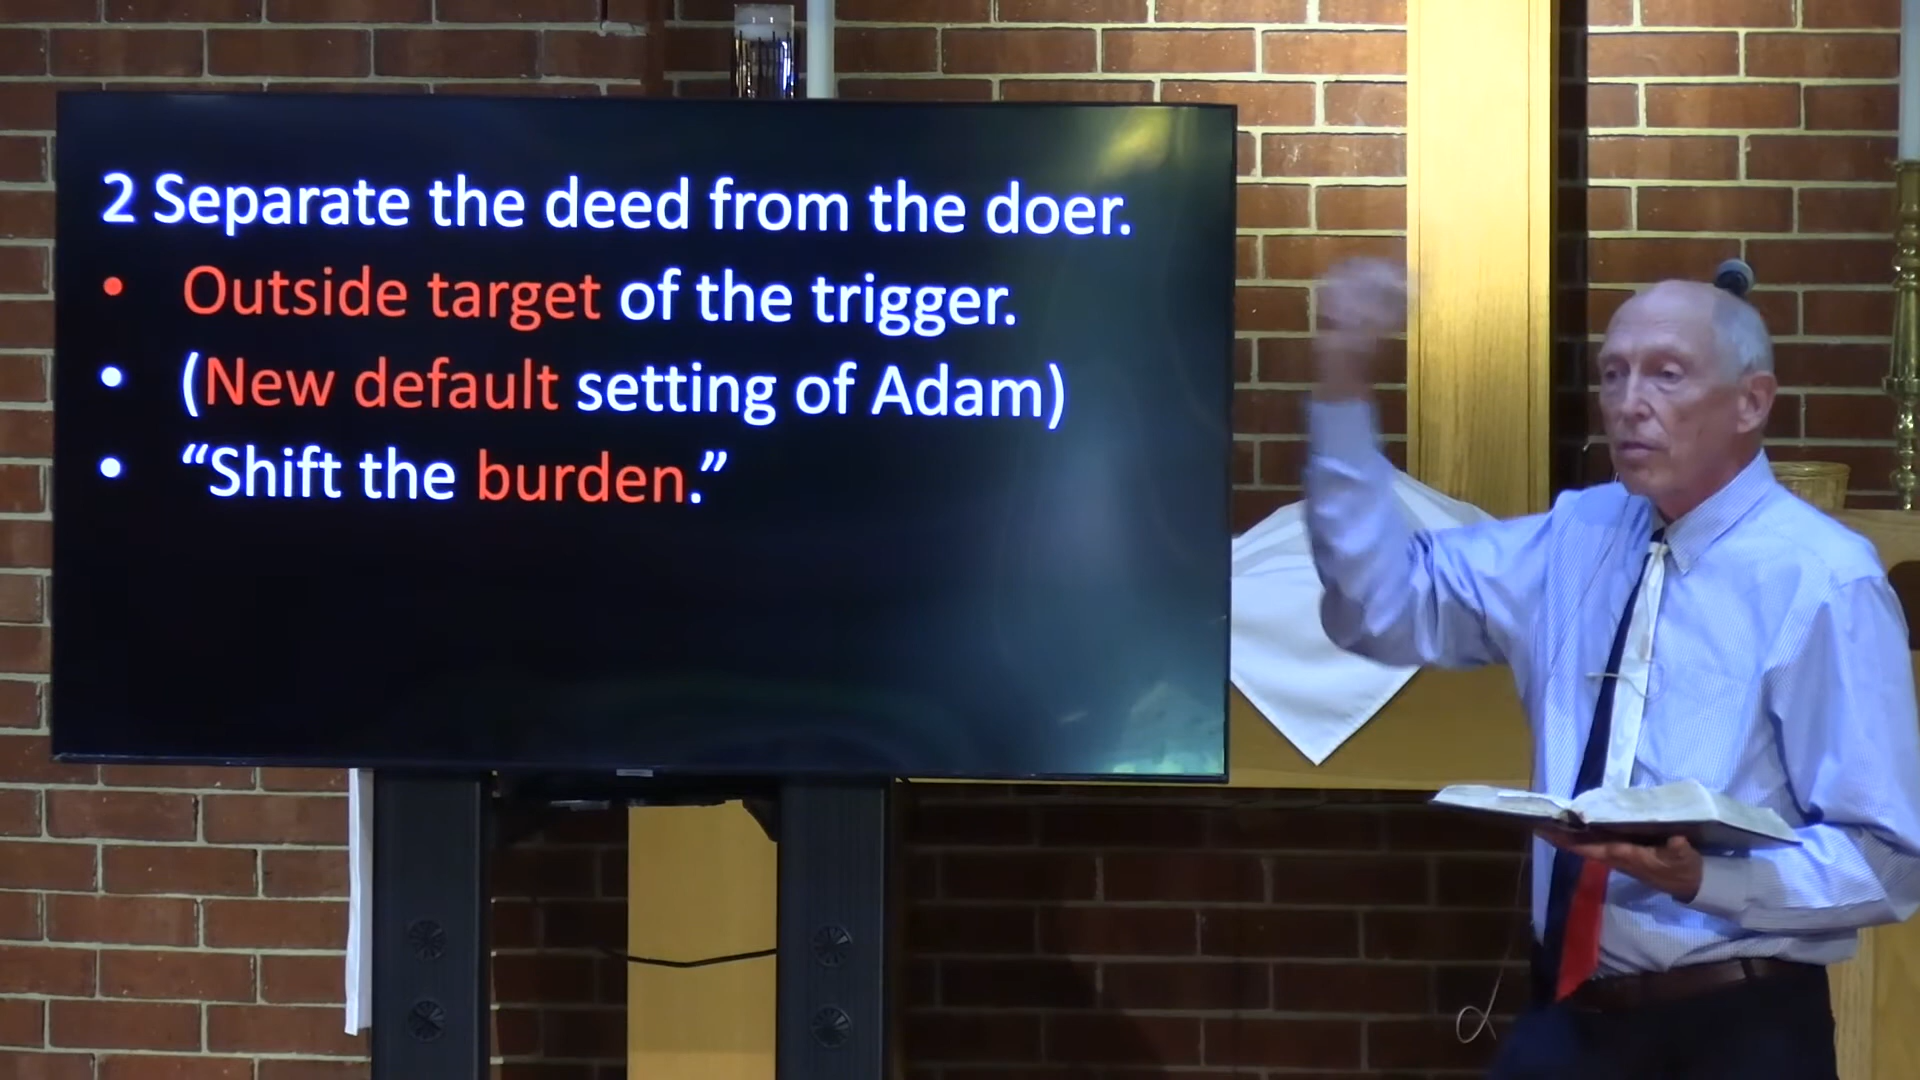 2 Separate the deed from the doer.
• Outside target of the trigger.
• (New default setting of Adam)
• “Shift the burden.”